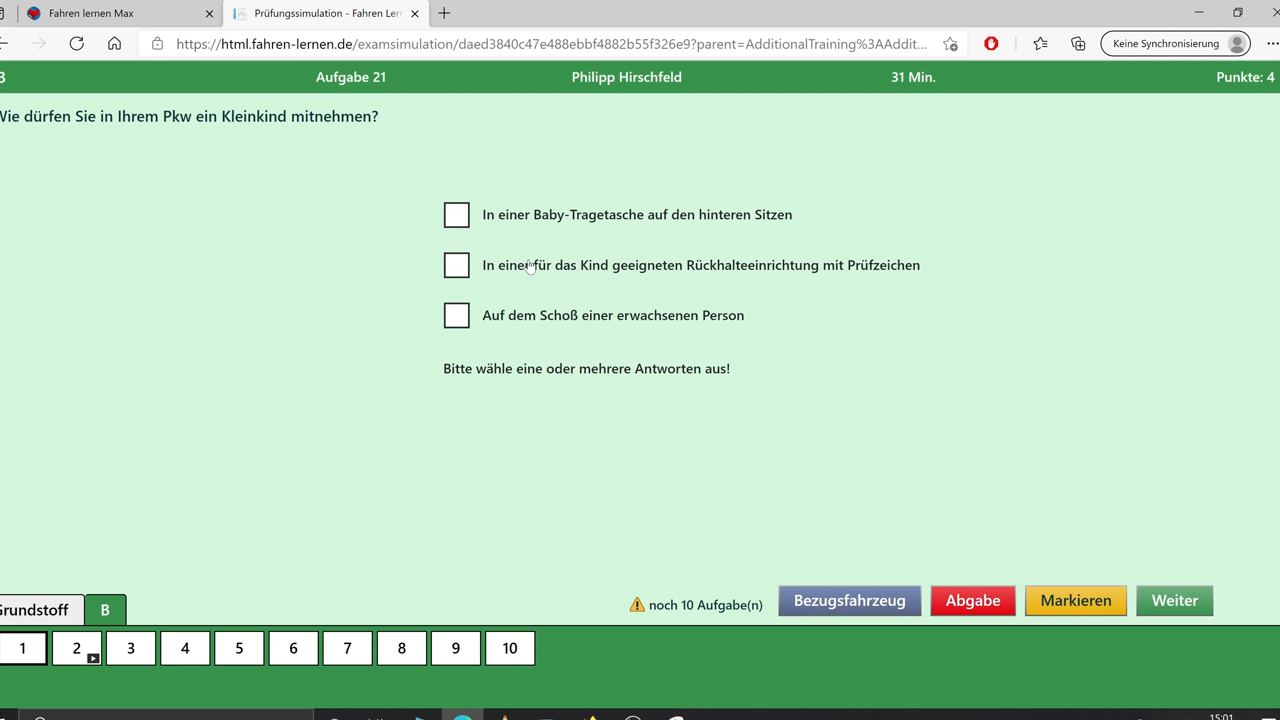 Fahren lernen Max
Prüfungssimulation - Fahren Ler
https://html.fahren-lernen.de/examsimulation/daed3840c47e488ebbf4882b55f326e9?parent=AdditionalTraining%3AAddit...
Keine Synchronisierung
Aufgabe 21
Philipp Hirschfeld
31 Min.
Punkte: 4
Wie dürfen Sie in Ihrem Pkw ein Kleinkind mitnehmen?
In einer Baby-Tragetasche auf den hinteren Sitzen
In einer für das Kind geeigneten Rückhalteeinrichtung mit Prüfzeichen
Auf dem Schoß einer erwachsenen Person
Bitte wähle eine oder mehrere Antworten aus!
Grundstoff
B
noch 10 Aufgabe(n)
Bezugsfahrzeug
Abgabe
Markieren
Weiter
1 2 3 4 5 6 7 8 9 10
15:01